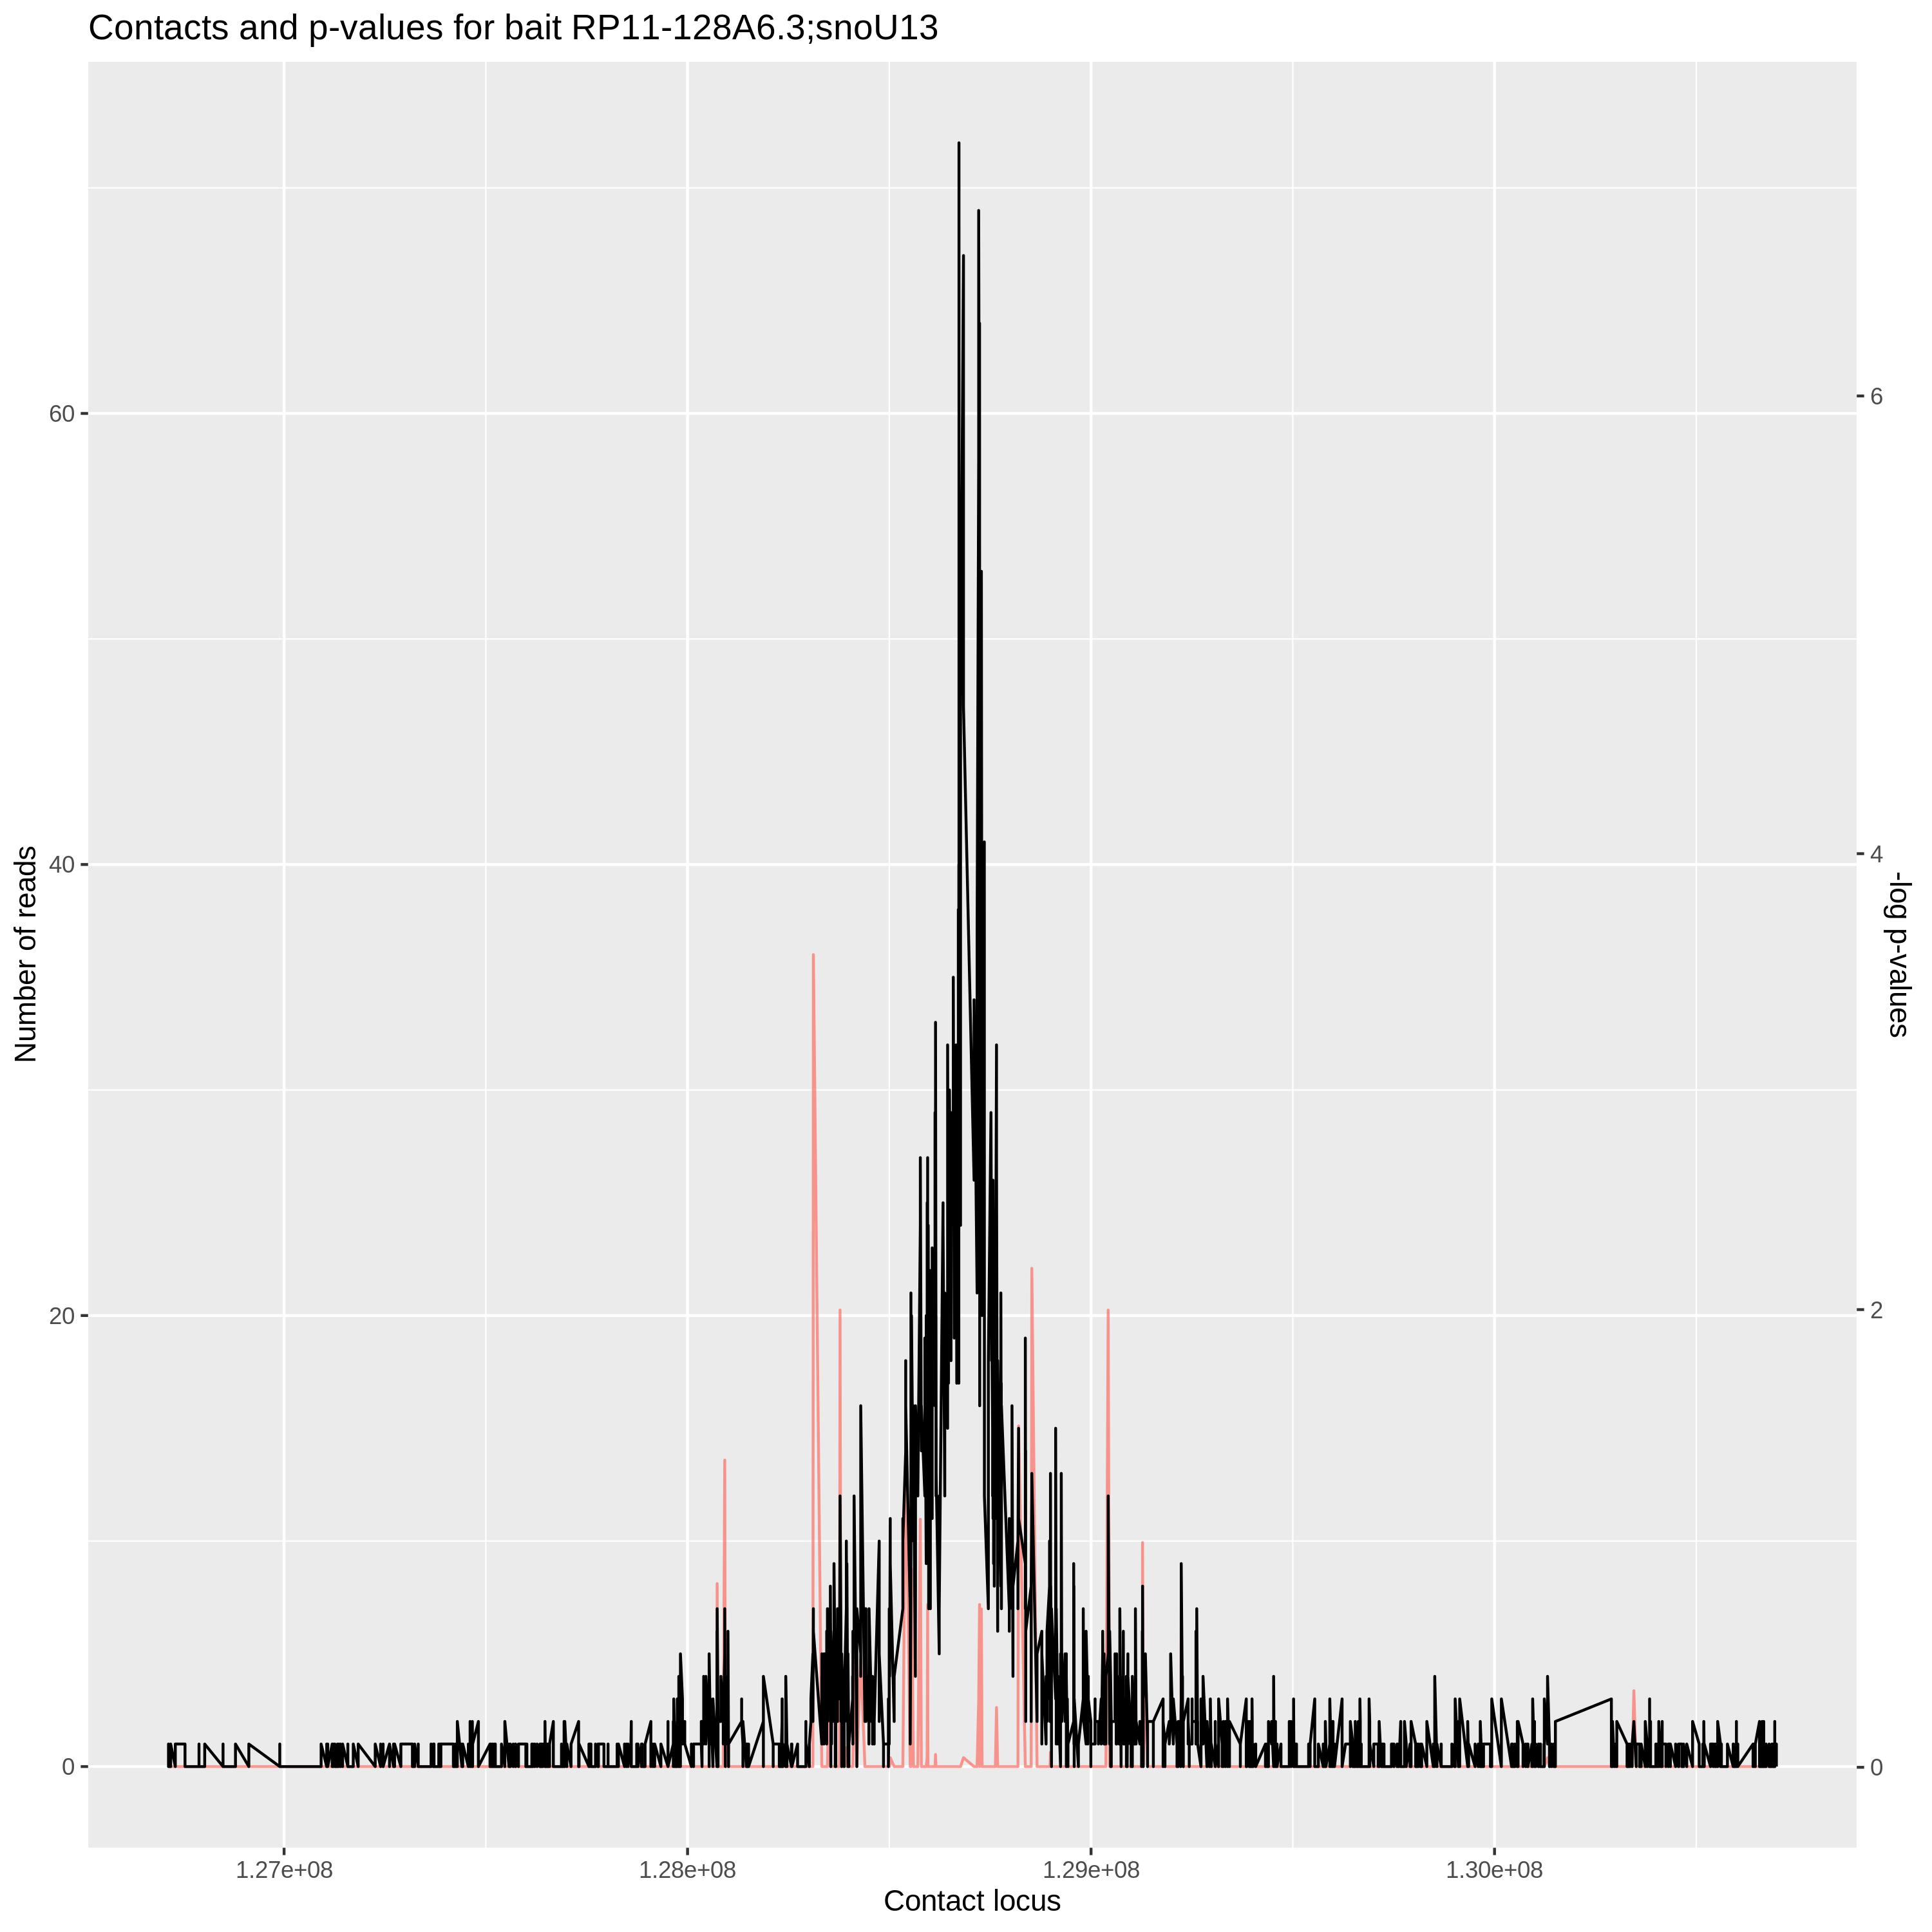 Contacts and p-values for bait RP11-128A6.3;snoU13
60
40
20
0
Number of reads
6
4
2
0
-log p-values
1.27e+08 1.28e+08 1.29e+08 1.30e+08
Contact locus